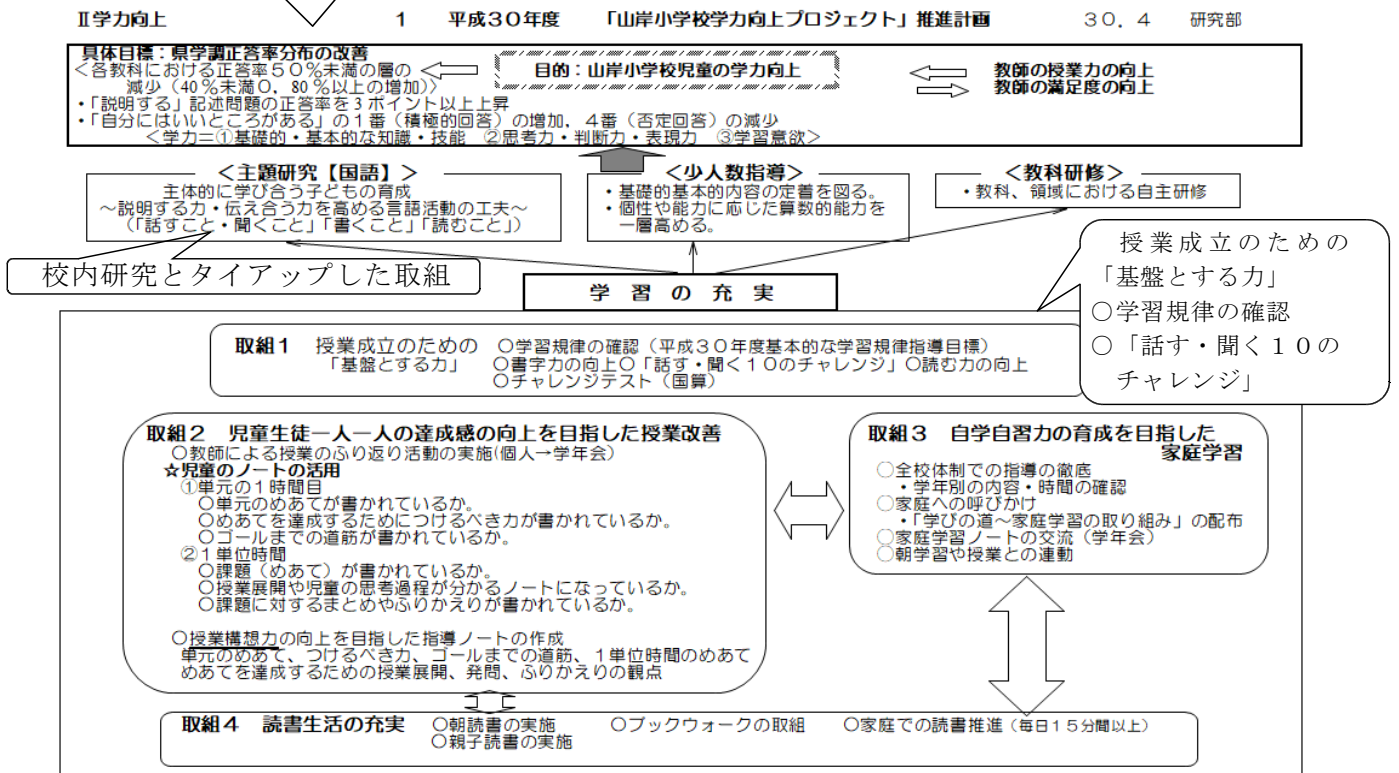 Ⅱ学力向上　1　平成30年度　「山岸小学校学力向上プロジェクト」推進計画　30．4　研究部
具体目標：県学調正答率分布の改善
＜各教科における正答率50％未満の層の
減少（40％未満0，80％以上の増加）＞
・「説明する」記述問題の正答率を3ポイント以上上昇
・「自分にはいいところがある」の1番（積極的回答）の増加，4番（否定回答）の減少
＜学力＝①基礎的・基本的な知識・技能　②思考力・判断力・表現力　③学習意欲＞
目的：山岸小学校児童の学力向上
教師の授業力の向上
教師の満足度の向上
＜主題研究【国語】＞
主体的に学び合う子どもの育成
～説明する力・伝え合う力を高める言語活動の工夫～
（「話すこと・聞くこと」「書くこと」「読むこと」）
＜少人数指導＞
・基礎的基本的内容の定着を図る。
・個性や能力に応じた算数的能力を
一層高める。
＜教科研修＞
・教科、領域における自主研修
校内研究とタイアップした取組
授業成立のための
「基盤とする力」
○学習規律の確認
○「話す・聞く10の
チャレンジ」
学習の充実
取組1　授業成立のための
「基盤とする力」
○学習規律の確認（平成30年度基本的な学習規律指導目標）
○書字力の向上○「話す・聞く10のチャレンジ」○読む力の向上
○チャレンジテスト（国算）
取組2　児童生徒一人一人の達成感の向上を目指した授業改善
○教師による授業のふり返り活動の実施(個人→学年会)
☆児童のノートの活用
①単元の1時間目
○単元のめあてが書かれているか。
○めあてを達成するためにつけるべき力が書かれているか。
○ゴールまでの道筋が書かれているか。
②1単位時間
○課題（めあて）が書かれているか。
○授業展開や児童の思考過程が分かるノートになっているか。
○課題に対するまとめやふりかえりが書かれているか。
○授業構想力の向上を目指した指導ノートの作成
単元のめあて、つけるべき力、ゴールまでの道筋、1単位時間のめあて
めあてを達成するための授業展開、発問、ふりかえりの観点
取組3　自学自習力の育成を目指した
家庭学習
○全校体制での指導の徹底
・学年別の内容・時間の確認
○家庭への呼びかけ
・「学びの道～家庭学習の取り組み」の配布
○家庭学習ノートの交流（学年会）
○朝学習や授業との連動
取組4　読書生活の充実　○朝読書の実施　○ブックウォークの取組　○家庭での読書推進（毎日15分間以上）
○親子読書の実施